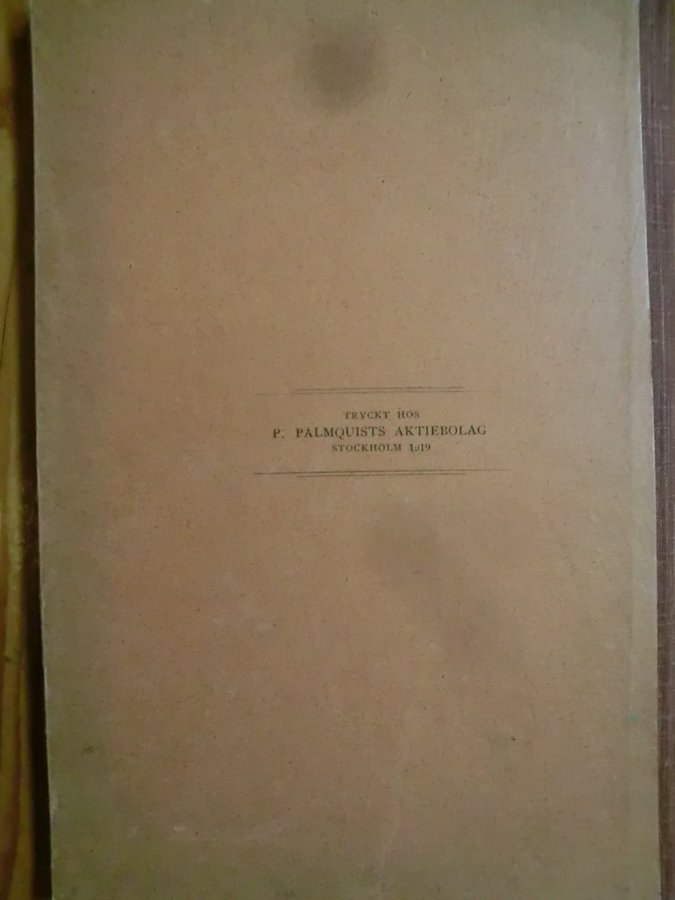 TRYCKT HOS
P. PALMQUISTS AKTIEBOLAG
STOCKHOLM 1919